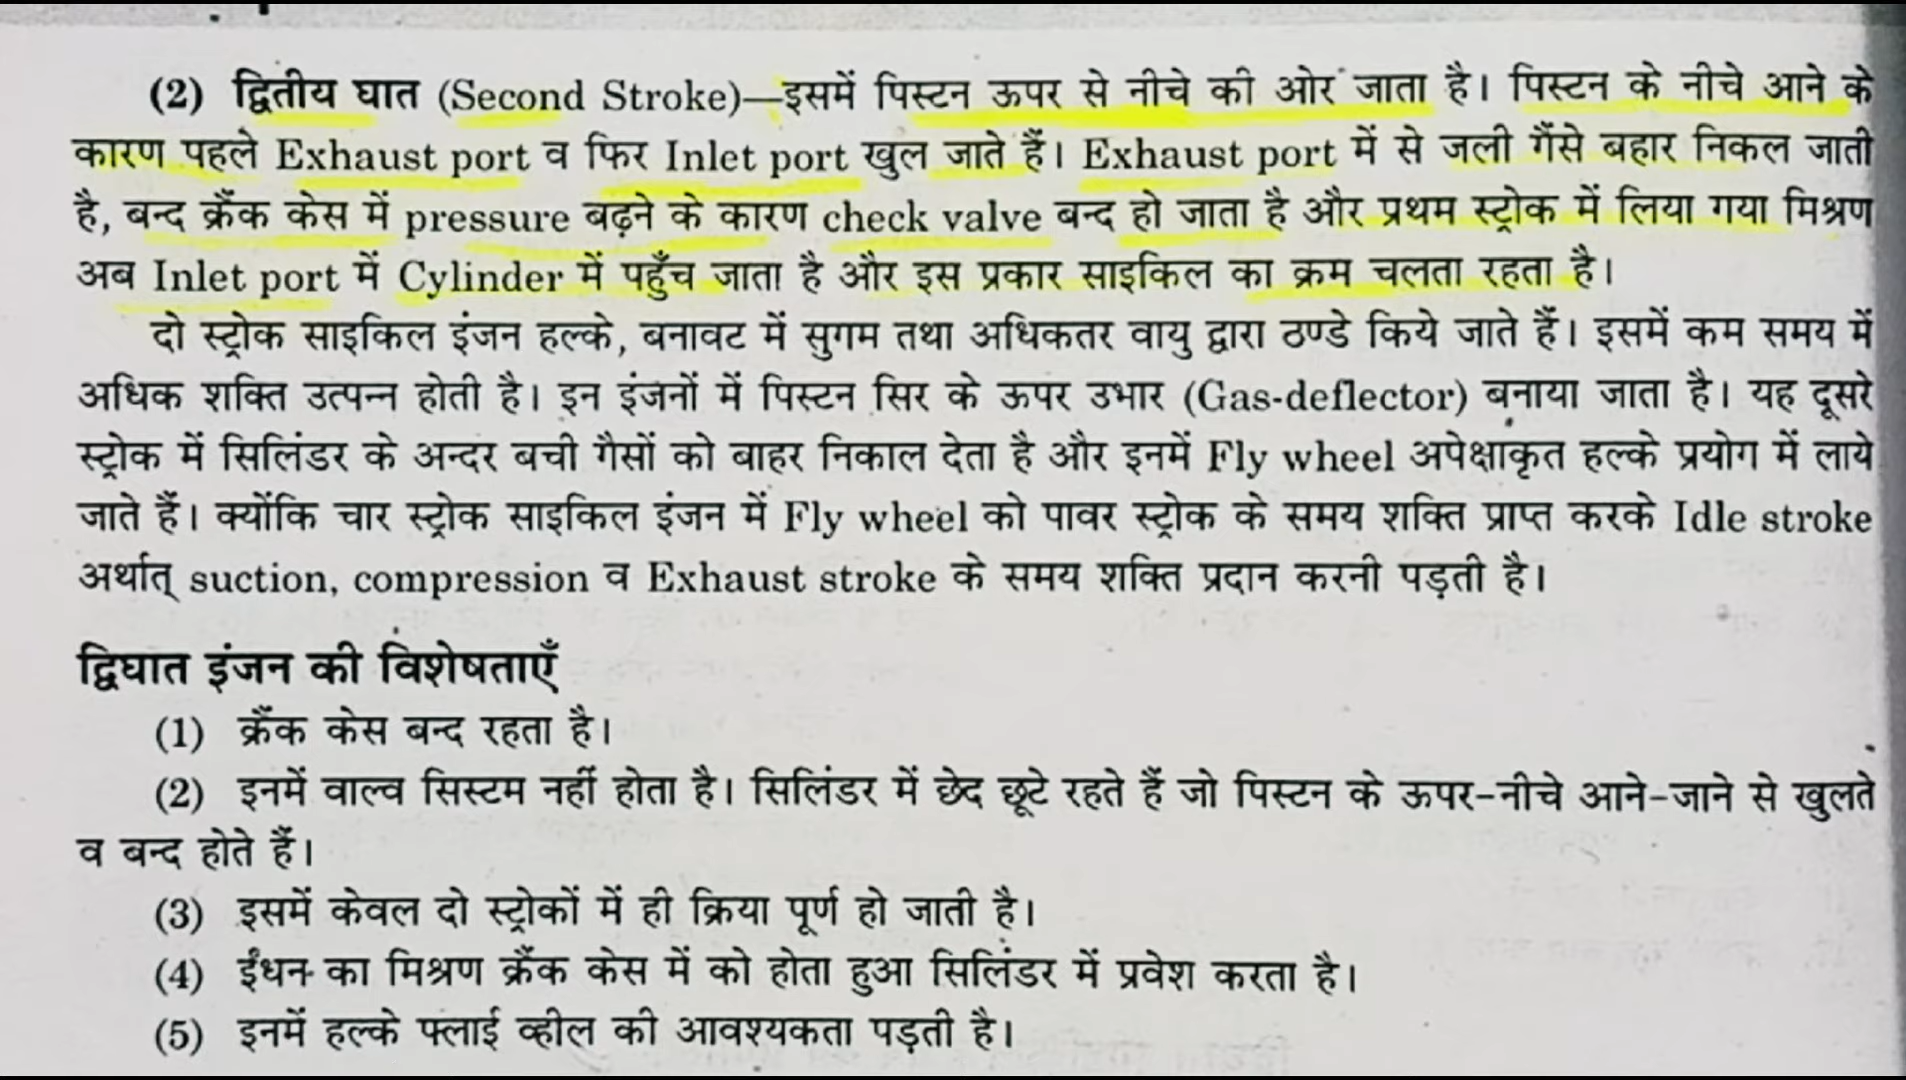 (2) द्वितीय घात (Second Stroke)—इसमें पिस्टन ऊपर से नीचे की ओर जाता है। पिस्टन के नीचे आने के
कारण पहले Exhaust port व फिर Inlet port खुल जाते हैं। Exhaust port में से जली गैंसे बहार निकल जाती
है, बन्द क्रैंक केस में pressure बढ़ने के कारण check valve बन्द हो जाता है और प्रथम स्ट्रोक में लिया गया मिश्रण
अब Inlet port में Cylinder में पहुँच जाता है और इस प्रकार साइकिल का क्रम चलता रहता है।
दो स्ट्रोक साइकिल इंजन हल्के, बनावट में सुगम तथा अधिकतर वायु द्वारा ठण्डे किये जाते हैं। इसमें कम समय में
अधिक शक्ति उत्पन्न होती है। इन इंजनों में पिस्टन सिर के ऊपर उभार (Gas-deflector) बनाया जाता है। यह दूसरे
स्ट्रोक में सिलिंडर के अन्दर बची गैसों को बाहर निकाल देता है और इनमें Fly wheel अपेक्षाकृत हल्के प्रयोग में लाये
जाते हैं। क्योंकि चार स्ट्रोक साइकिल इंजन में Fly wheel को पावर स्ट्रोक के समय शक्ति प्राप्त करके Idle stroke
अर्थात् suction, compression व Exhaust stroke के समय शक्ति प्रदान करनी पड़ती है।
द्विघात इंजन की विशेषताएँ
(1) क्रैंक केस बन्द रहता है।
(2) इनमें वाल्व सिस्टम नहीं होता है। सिलिंडर में छेद छूटे रहते हैं जो पिस्टन के ऊपर-नीचे आने-जाने से खुलते
व बन्द होते हैं।
(3) इसमें केवल दो स्ट्रोकों में ही क्रिया पूर्ण हो जाती है।
(4) ईंधन का मिश्रण क्रैंक केस में को होता हुआ सिलिंडर में प्रवेश करता है।
(5) इनमें हल्के फ्लाई व्हील की आवश्यकता पड़ती है।